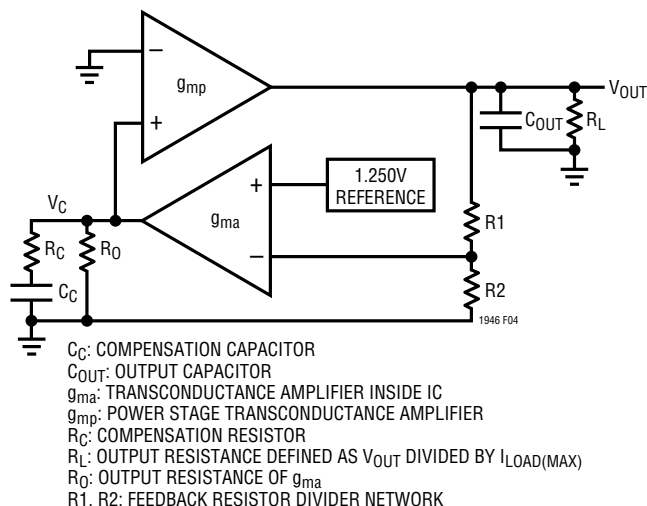 −
gmp
+
VOUT
COUT
RL
1.250V
REFERENCE
+
gma
−
VC
RC
RO
CC
R1
R2
1946 F04
CC: COMPENSATION CAPACITOR
COUT: OUTPUT CAPACITOR
gma: TRANSCONDUCTANCE AMPLIFIER INSIDE IC
gmp: POWER STAGE TRANSCONDUCTANCE AMPLIFIER
RC: COMPENSATION RESISTOR
RL: OUTPUT RESISTANCE DEFINED AS VOUT DIVIDED BY ILOAD(MAX)
RO: OUTPUT RESISTANCE OF gma
R1, R2: FEEDBACK RESISTOR DIVIDER NETWORK